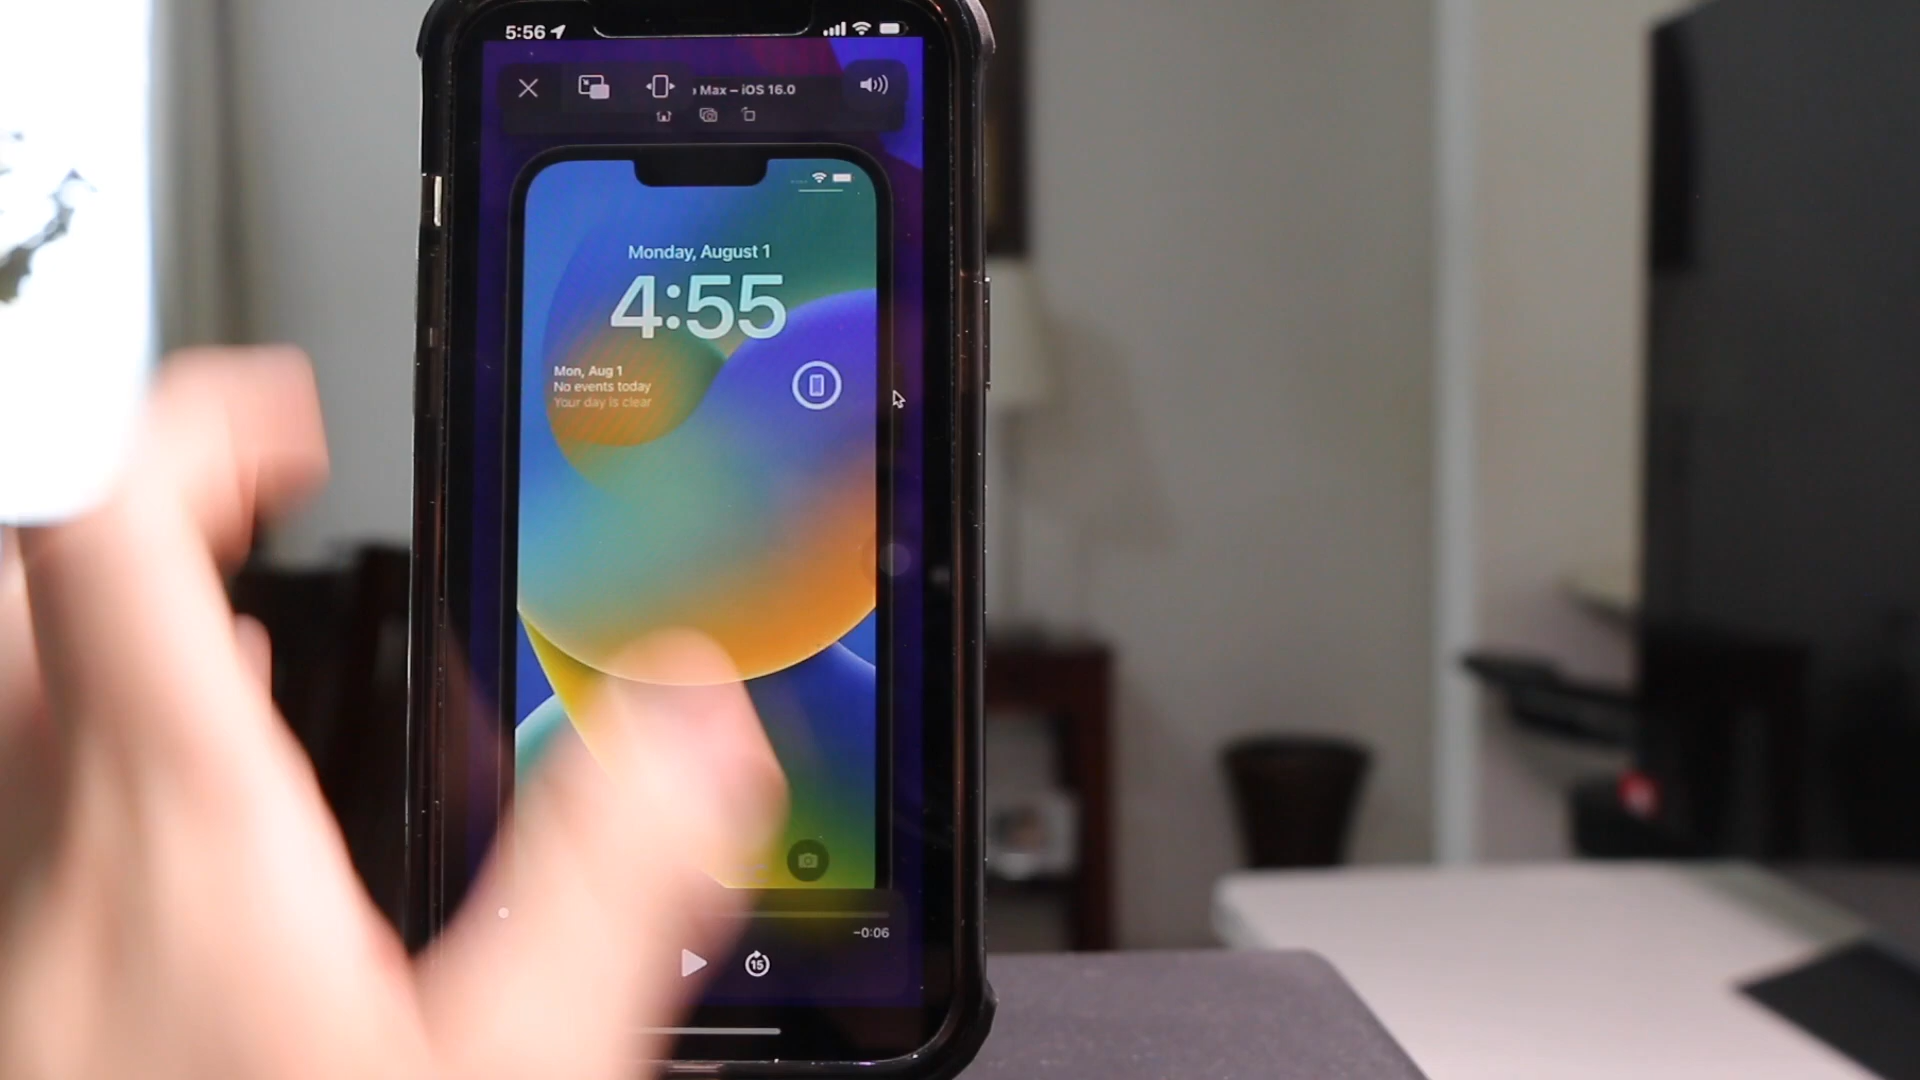 5:56
Max – iOS 16.0
Monday, August 1
4:55
Mon, Aug 1
No events today
Your day is clear
-0:06
15